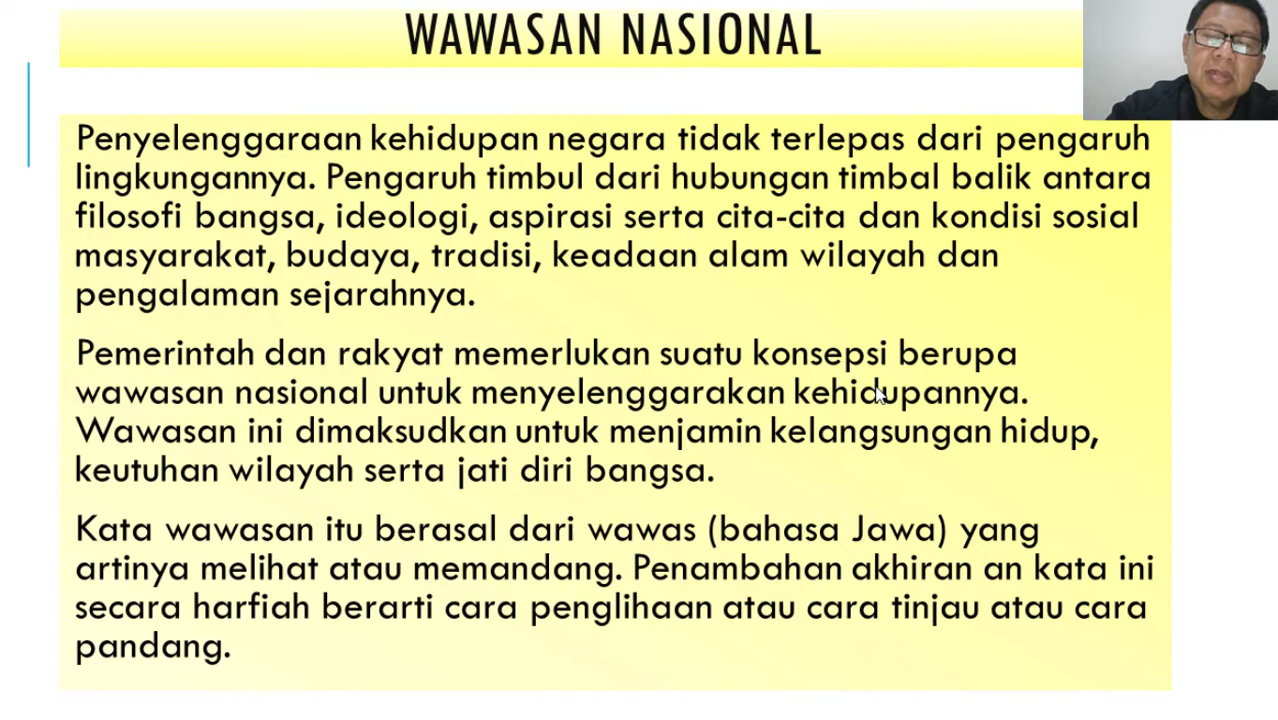 WAWASAN NASIONAL
Penyelenggaraan kehidupan negara tidak terlepas dari pengaruh
lingkungannya. Pengaruh timbul dari hubungan timbal balik antara
filosofi bangsa, ideologi, aspirasi serta cita-cita dan kondisi sosial
masyarakat, budaya, tradisi, keadaan alam wilayah dan
pengalaman sejarahnya.
Pemerintah dan rakyat memerlukan suatu konsepsi berupa
wawasan nasional untuk menyelenggarakan kehidupannya.
Wawasan ini dimaksudkan untuk menjamin kelangsungan hidup,
keutuhan wilayah serta jati diri bangsa.
Kata wawasan itu berasal dari wawas (bahasa Jawa) yang
artinya melihat atau memandang. Penambahan akhiran an kata ini
secara harfiah berarti cara penglihaan atau cara tinjau atau cara
pandang.